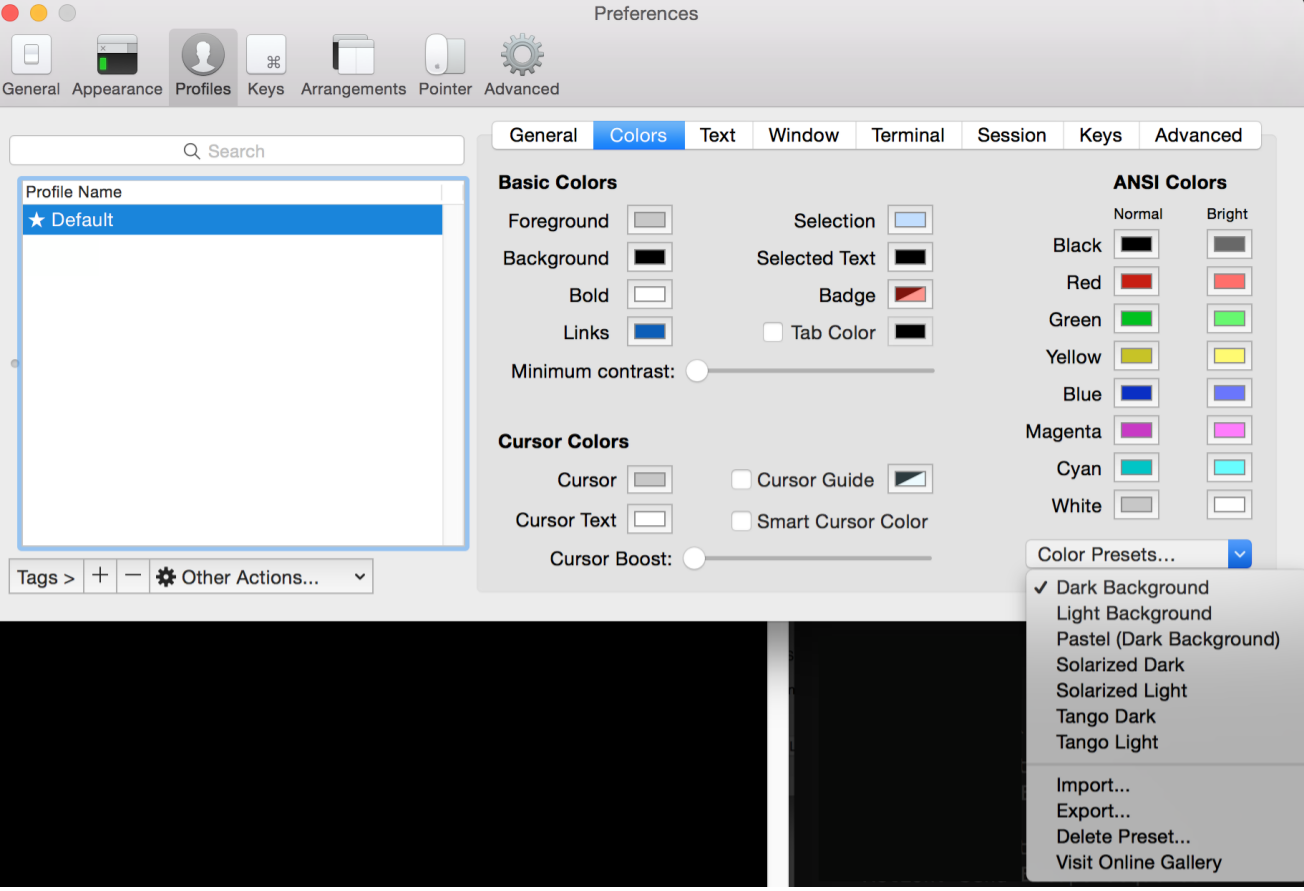 Preferences
General Appearance Profiles Keys Arrangements Pointer Advanced
General Colors Text Window Terminal Session Keys Advanced
Search
Profile Name
★ Default
Tags > + — Other Actions...
Basic Colors
Foreground
Background
Bold
Links
Selection
Selected Text
Badge
Tab Color
Minimum contrast:
Cursor Colors
Cursor
Cursor Text
Cursor Guide
Smart Cursor Color
Cursor Boost:
ANSI Colors
Normal Bright
Black
Red
Green
Yellow
Blue
Magenta
Cyan
White
Color Presets...
✓ Dark Background
Light Background
Pastel (Dark Background)
Solarized Dark
Solarized Light
Tango Dark
Tango Light
Import...
Export...
Delete Preset...
Visit Online Gallery